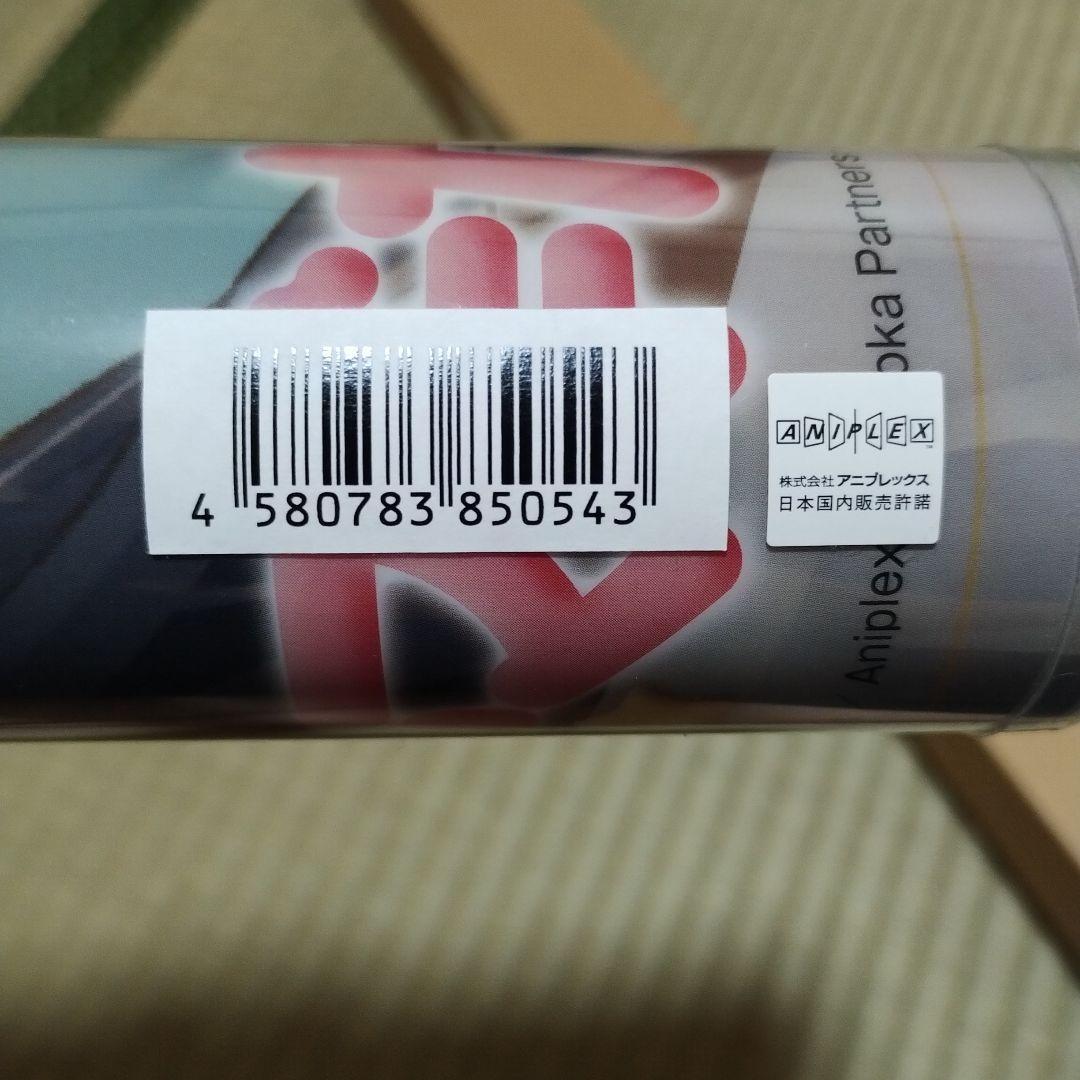 4 580783 850543
ANIPLEX
株式会社 アニプレックス
日本国内販売許諾
Aniplex
oka Partners